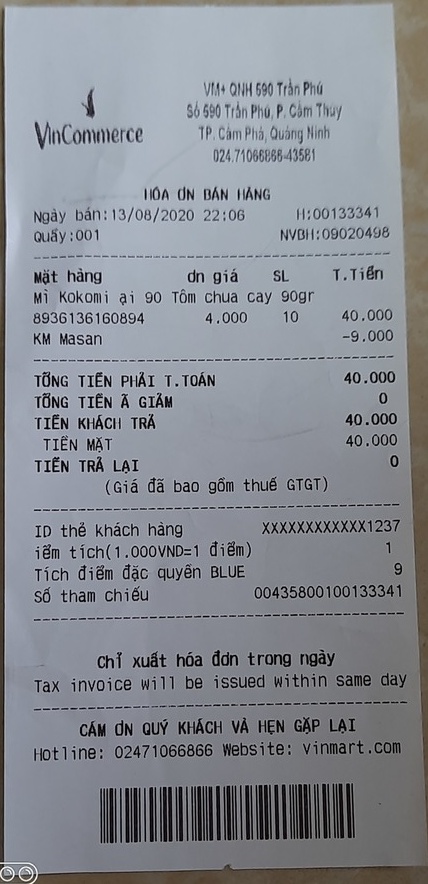 VinCommerce
VM+ QNH 590 Trần Phú
Số 590 Trần Phú, P. Cẩm Thủy
TP. Cẩm Phả, Quảng Ninh
024.71066866-43581
HÓA ƠN BÁN HÀNG
Ngày bán:13/08/2020 22:06 H:00133341
Quầy:001 NVBH:09020498
Mặt hàng ơn giá SL T.Tiền
Mì Kokomi ại 90 Tôm chua cay 90gr
8936136160894 4.000 10 40.000
KM Masan -9.000
TỔNG TIỀN PHẢI T.TOÁN 40.000
TỔNG TIỀN Ã GIẢM 0
TIỀN KHÁCH TRẢ 40.000
TIỀN MẶT 40.000
TIỀN TRẢ LẠI 0
(Giá đã bao gồm thuế GTGT)
ID thẻ khách hàng XXXXXXXXXXXX1237
iểm tích(1.000VND=1 điểm) 1
Tích điểm đặc quyền BLUE 9
Số tham chiếu 00435800100133341
Chỉ xuất hóa đơn trong ngày
Tax invoice will be issued within same day
CÁM ƠN QUÝ KHÁCH VÀ HẸN GẶP LẠI
Hotline: 02471066866 Website: vinmart.com